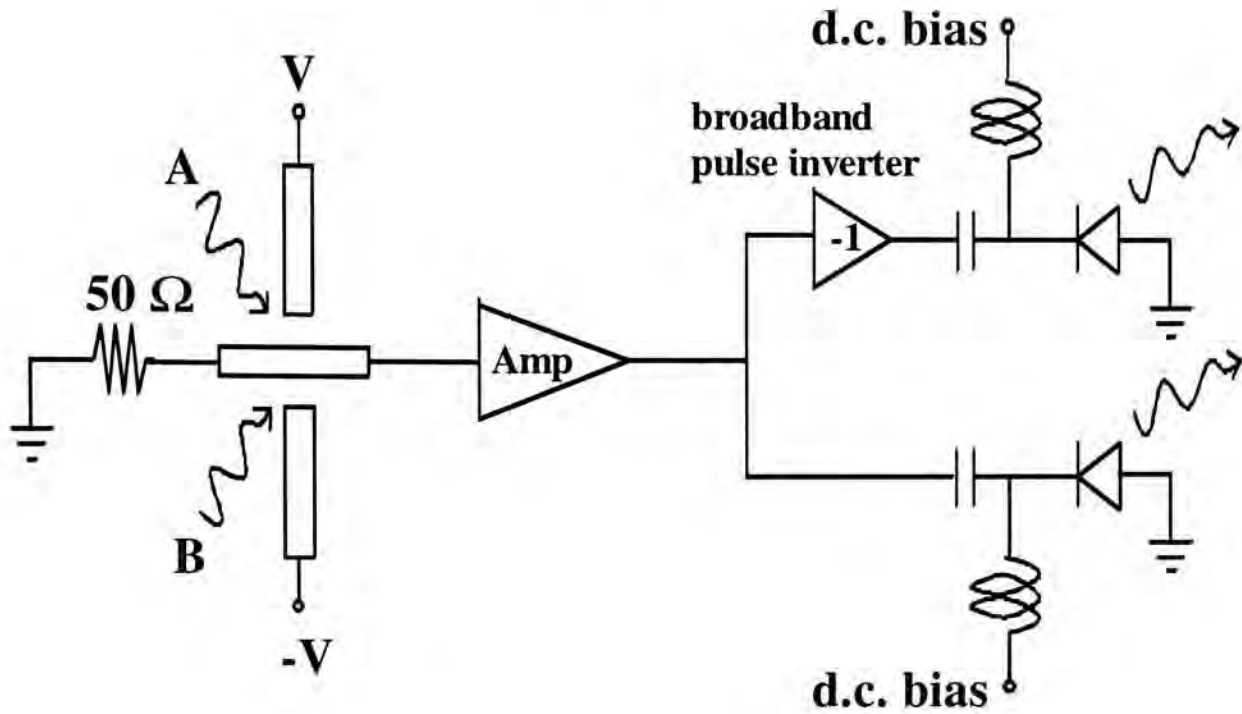 d.c. bias
V
broadband
pulse inverter
A
-1
50 Ω
Amp
B
-V
d.c. bias